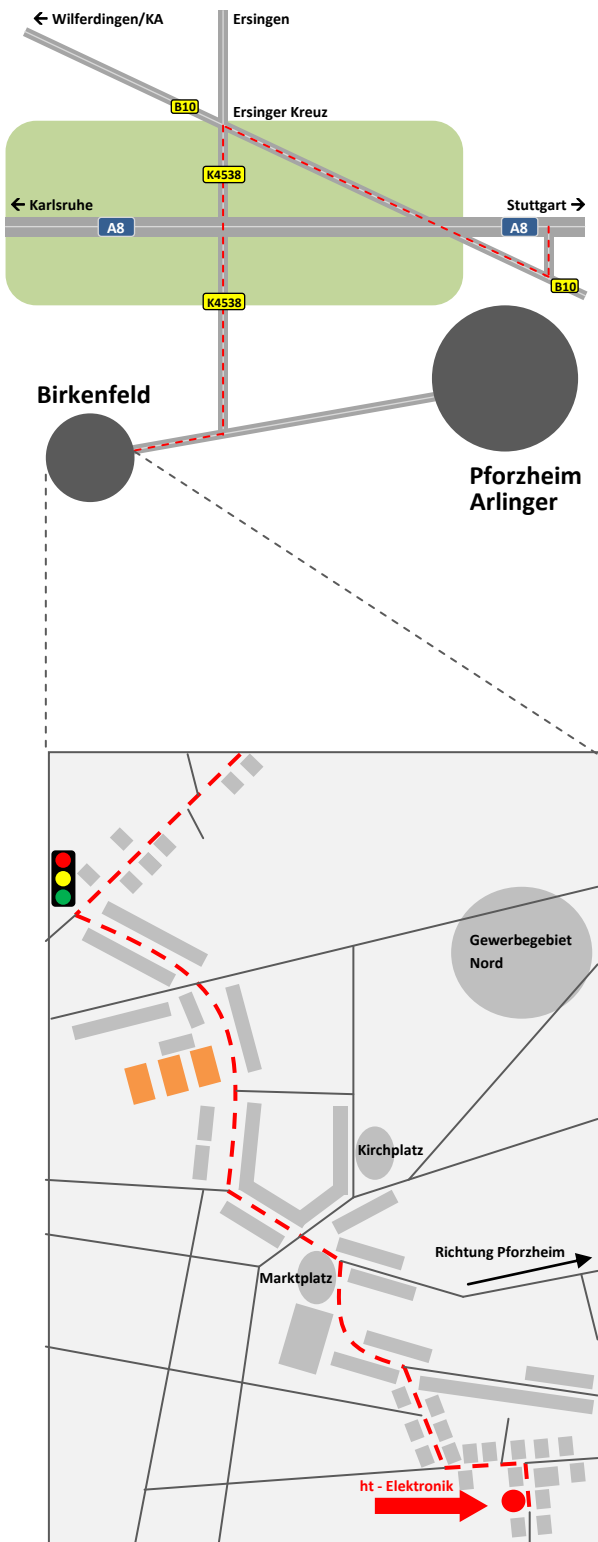 ← Wilferdingen/KA
Ersingen
B10
Ersinger Kreuz
K4538
← Karlsruhe
Stuttgart →
A8
A8
B10
K4538
Birkenfeld
Pforzheim
Arlinger
Gewerbegebiet
Nord
Kirchplatz
Richtung Pforzheim
Marktplatz
ht - Elektronik